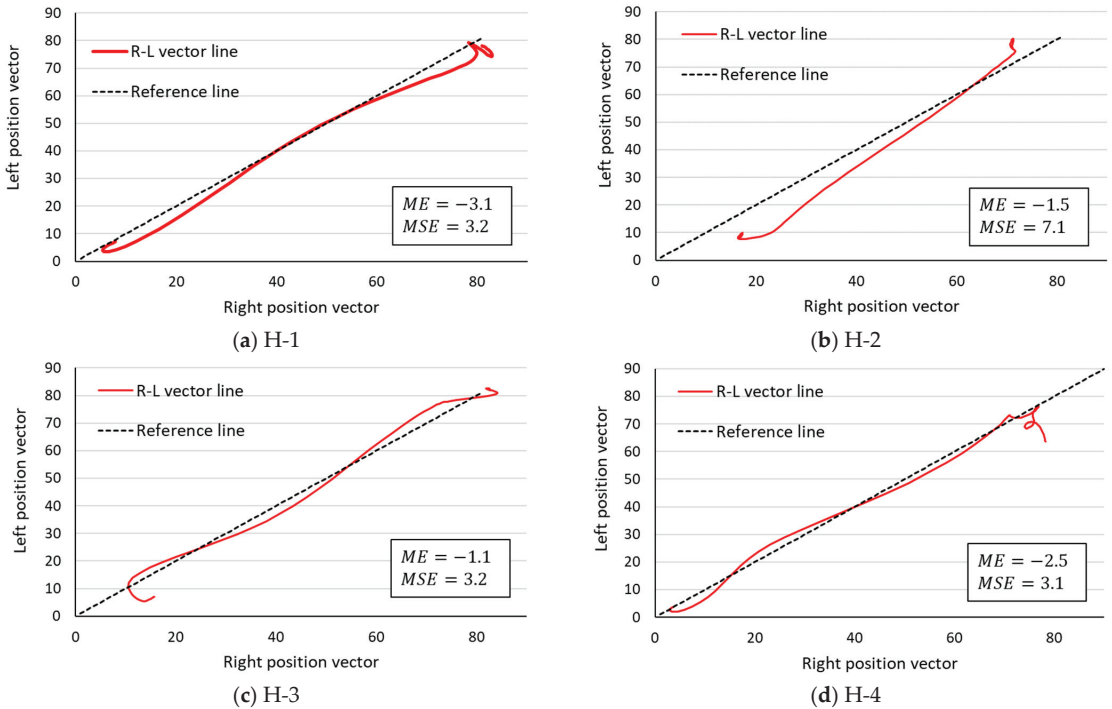 90
80
70
60
50
40
30
20
10
0
0 20 40 60 80
Left position vector
Right position vector
R-L vector line
Reference line
ME = −3.1
MSE = 3.2
(a) H-1
90
80
70
60
50
40
30
20
10
0
0 20 40 60 80
Left position vector
Right position vector
R-L vector line
Reference line
ME = −1.5
MSE = 7.1
(b) H-2
90
80
70
60
50
40
30
20
10
0
0 20 40 60 80
Left position vector
Right position vector
R-L vector line
Reference line
ME = −1.1
MSE = 3.2
(c) H-3
90
80
70
60
50
40
30
20
10
0
0 20 40 60 80
Left position vector
Right position vector
R-L vector line
Reference line
ME = −2.5
MSE = 3.1
(d) H-4